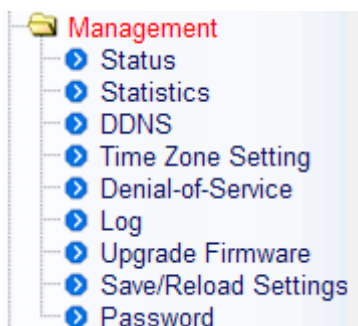 Management
Status
Statistics
DDNS
Time Zone Setting
Denial-of-Service
Log
Upgrade Firmware
Save/Reload Settings
Password